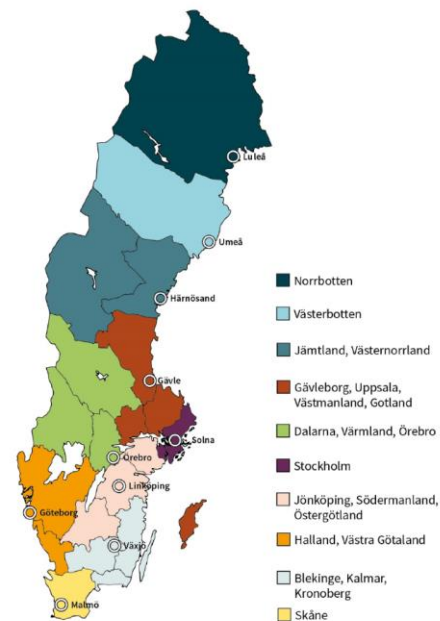 Luleå
Umeå
Härnösand
Gävle
Solna
Örebro
Linköping
Göteborg
Växjö
Malmö
Norrbotten
Västerbotten
Jämtland, Västernorrland
Gävleborg, Uppsala,
Västmanland, Gotland
Dalarna, Värmland, Örebro
Stockholm
Jönköping, Södermanland,
Östergötland
Halland, Västra Götaland
Blekinge, Kalmar,
Kronoberg
Skåne